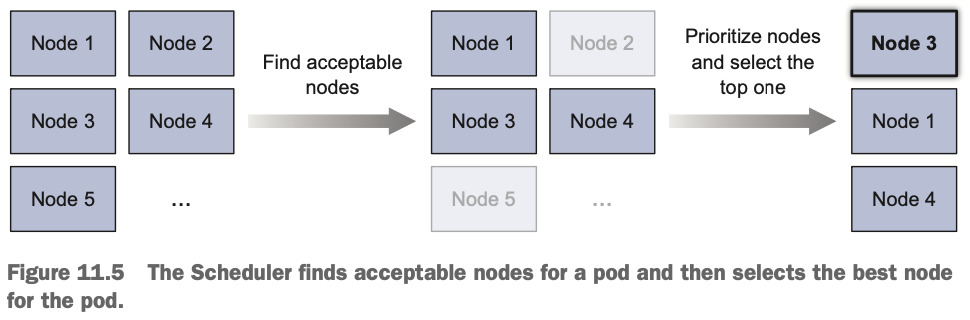 Node 1
Node 2
Node 3
Node 4
Node 5
...
Find acceptable
nodes
Node 1
Node 2
Node 3
Node 4
Node 5
...
Prioritize nodes
and select the
top one
Node 3
Node 1
Node 4
Figure 11.5 The Scheduler finds acceptable nodes for a pod and then selects the best node
for the pod.